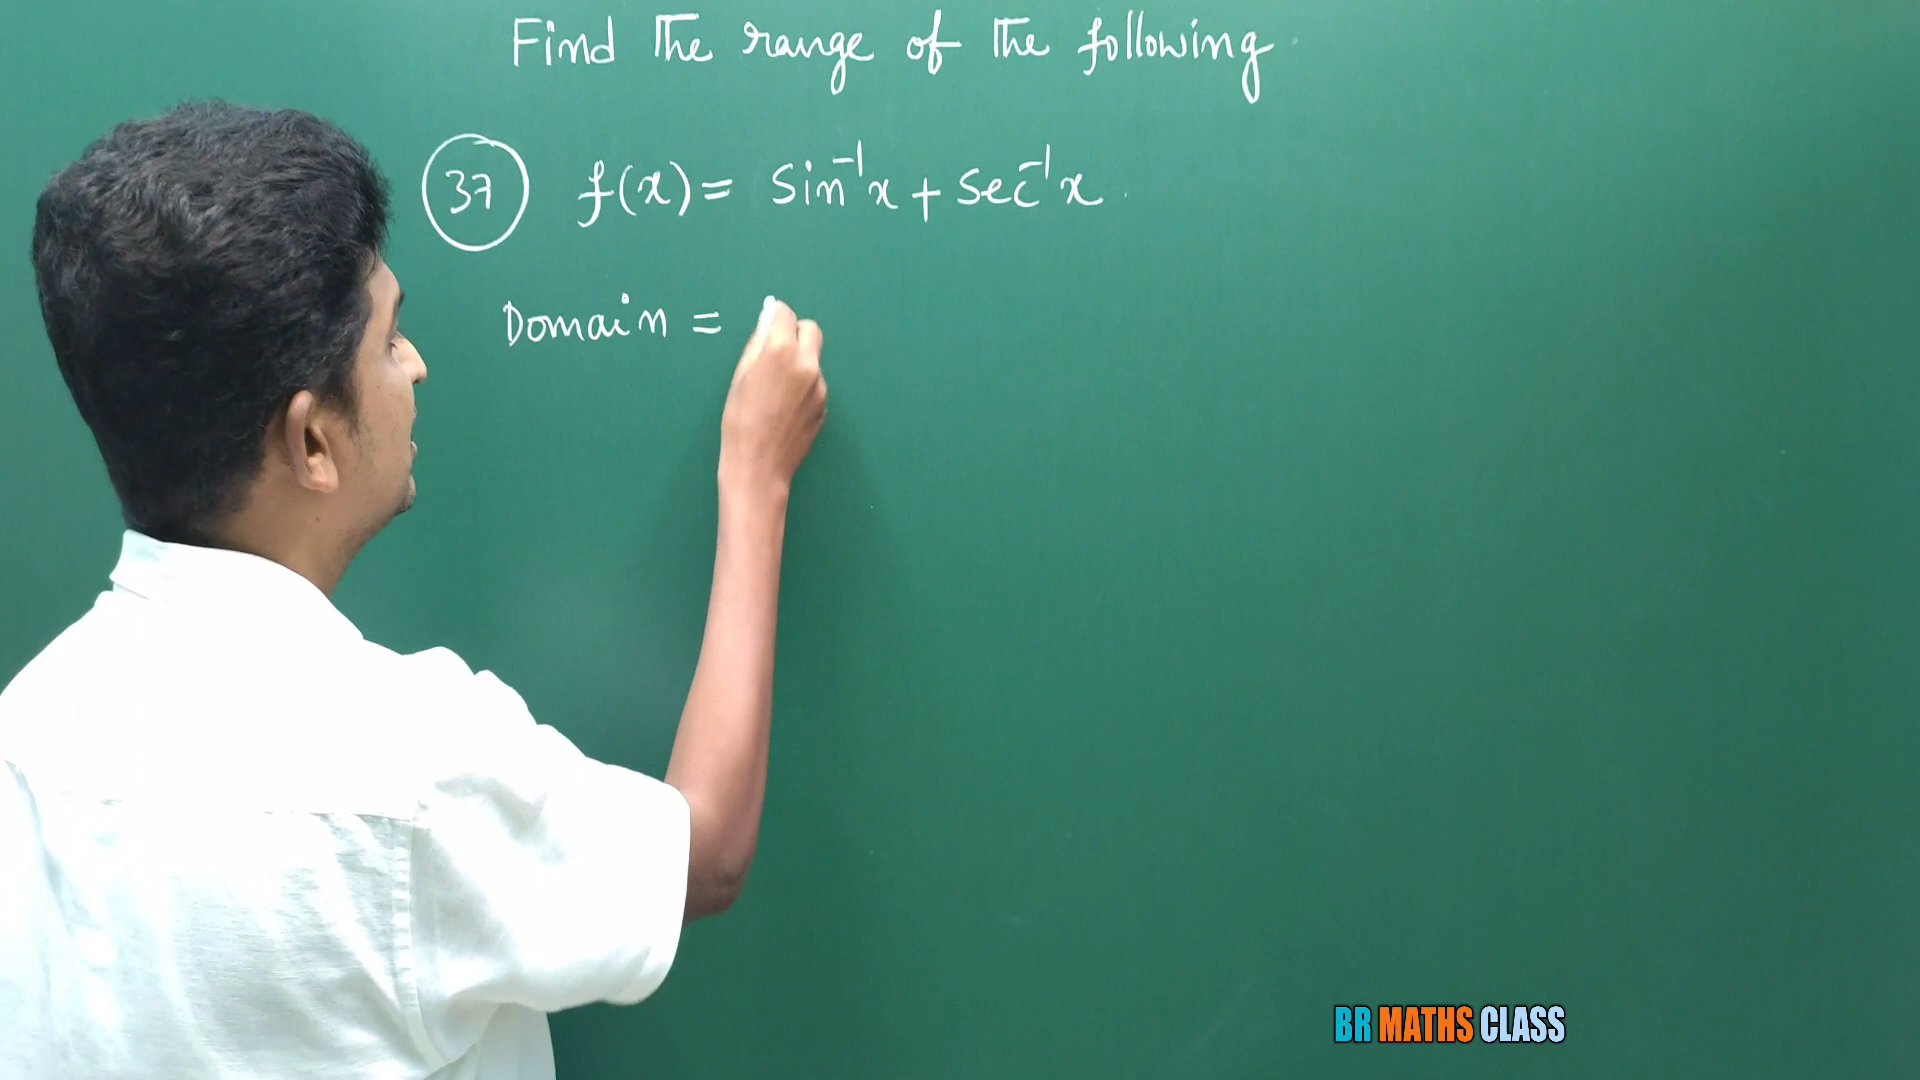 Find The range of the following
37 f(x) = Sin⁻¹x + Sec⁻¹x
Domain =
BR MATHS CLASS